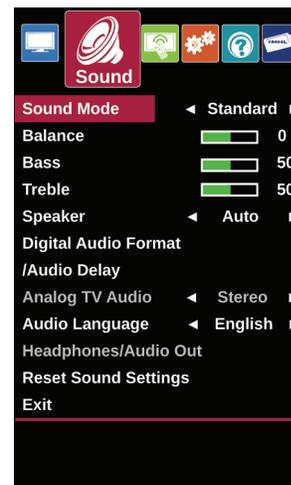 Sound
Sound Mode ◄ Standard
Balance 0
Bass 50
Treble 50
Speaker ◄ Auto
Digital Audio Format
/Audio Delay
Analog TV Audio ◄ Stereo
Audio Language ◄ English
Headphones/Audio Out
Reset Sound Settings
Exit